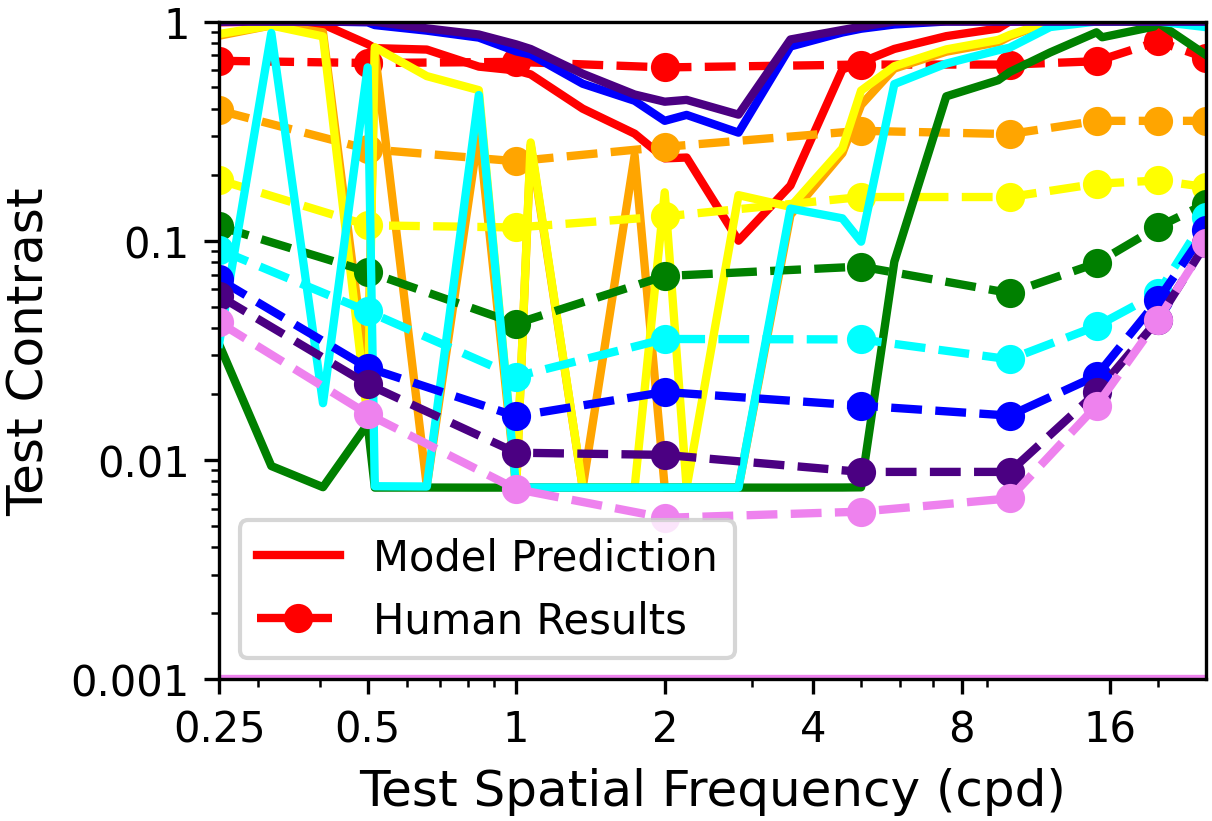 1
0.1
0.01
0.001
Test Contrast
Model Prediction
Human Results
0.25 0.5 1 2 4 8 16
Test Spatial Frequency (cpd)